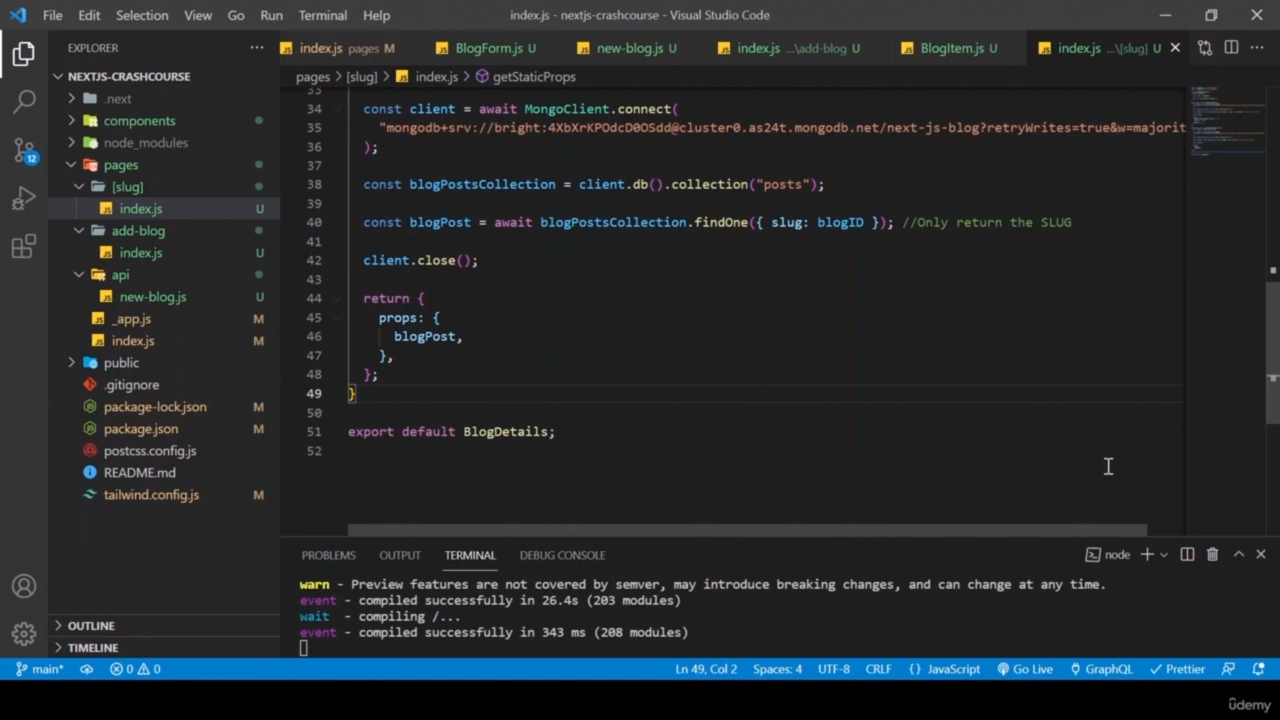 File Edit Selection View Go Run Terminal Help index.js - nextjs-crashcourse - Visual Studio Code
EXPLORER
index.js pages M BlogForm.js U new-blog.js U index.js ...\add-blog U BlogItem.js U index.js ...\[slug] U
NEXTJS-CRASHCOURSE
pages > [slug] > index.js > getStaticProps
.next
components
node_modules
pages
[slug]
index.js U
add-blog
index.js U
api
new-blog.js U
_app.js M
index.js M
public
.gitignore
package-lock.json M
package.json M
postcss.config.js
README.md
tailwind.config.js M
OUTLINE
TIMELINE
12
33
34 const client = await MongoClient.connect(
35 "mongodb+srv://bright:4XbXrKPOdcD0OSdd@cluster0.as24t.mongodb.net/next-js-blog?retryWrites=true&w=majorit
36 );
37
38 const blogPostsCollection = client.db().collection("posts");
39
40 const blogPost = await blogPostsCollection.findOne({ slug: blogID }); //Only return the SLUG
41
42 client.close();
43
44 return {
45 props: {
46 blogPost,
47 },
48 };
49 }
50
51 export default BlogDetails;
52
PROBLEMS OUTPUT TERMINAL DEBUG CONSOLE node
warn - Preview features are not covered by semver, may introduce breaking changes, and can change at any time.
event - compiled successfully in 26.4s (203 modules)
wait - compiling /...
event - compiled successfully in 343 ms (208 modules)
main* 0 0 Ln 49, Col 2 Spaces: 4 UTF-8 CRLF {} JavaScript Go Live GraphQL Prettier
ûdemy